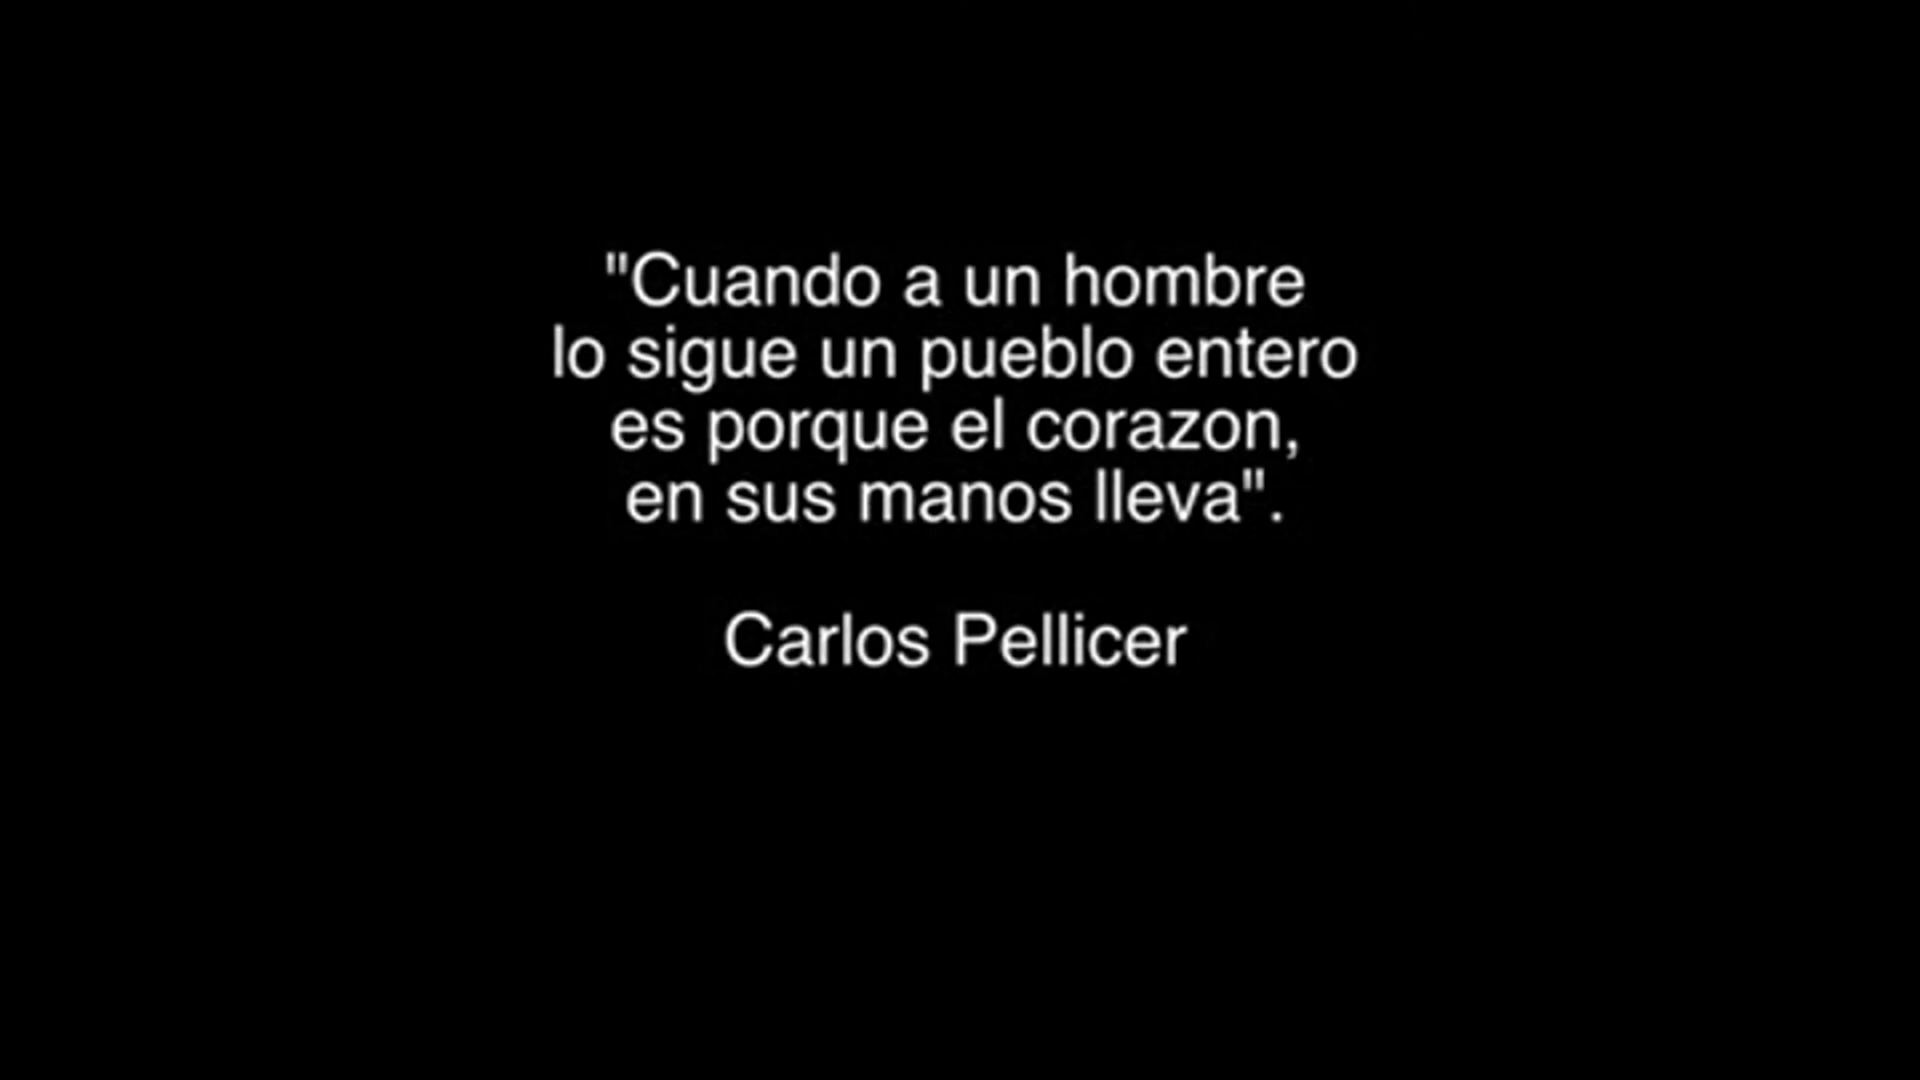 "Cuando a un hombre
lo sigue un pueblo entero
es porque el corazon,
en sus manos lleva".
Carlos Pellicer